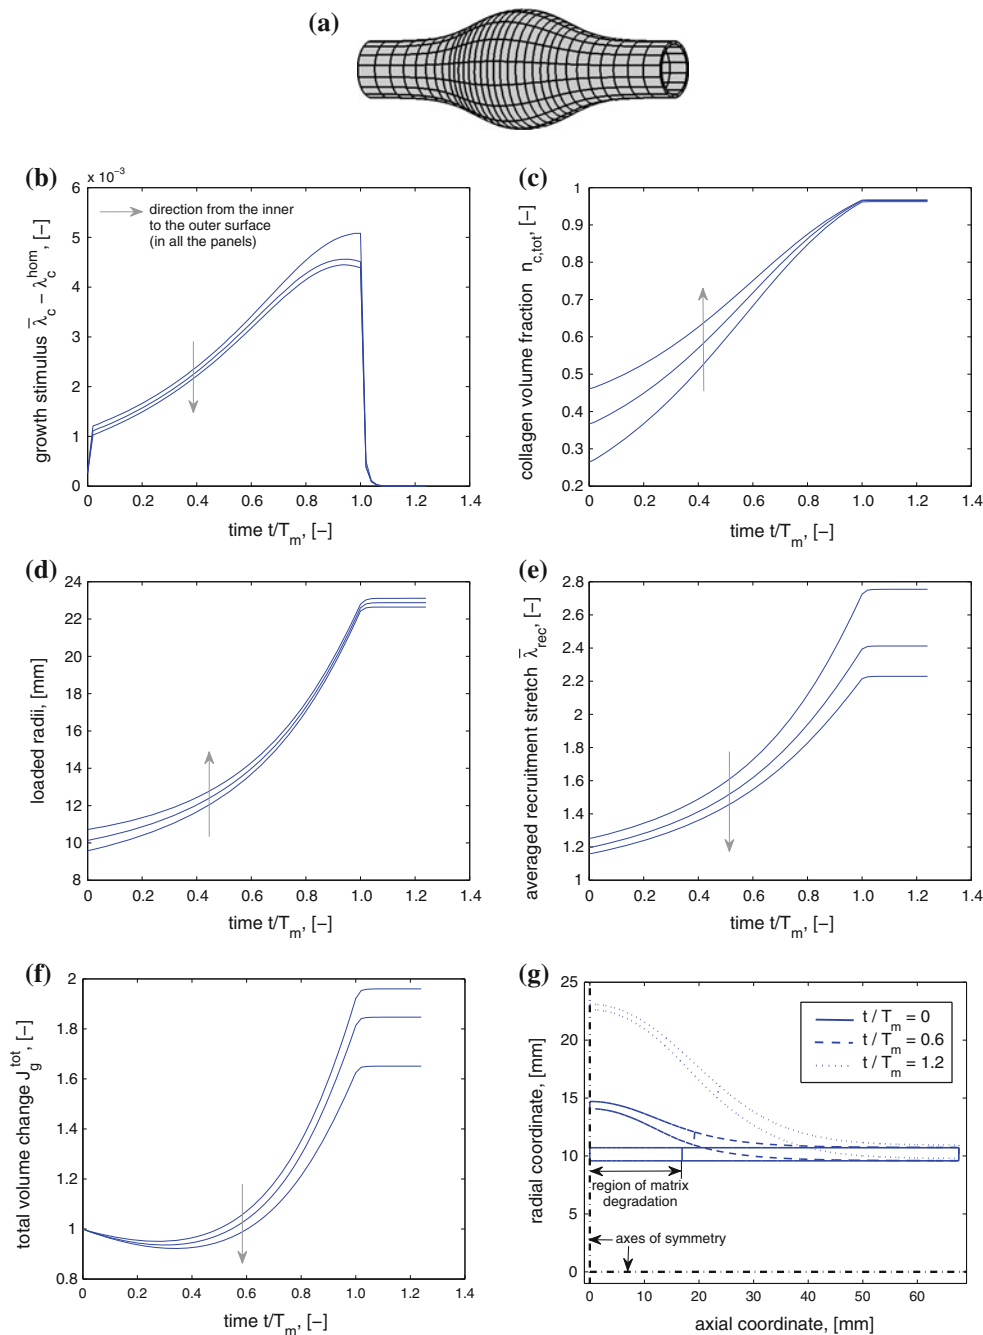 (a)
(b)
x 10⁻³
6
5
4
3
2
1
0
growth stimulus λ̅c − λc^hom, [−]
direction from the inner
to the outer surface
(in all the panels)
0 0.2 0.4 0.6 0.8 1.0 1.2 1.4
time t/Tm, [−]
(c)
1
0.9
0.8
0.7
0.6
0.5
0.4
0.3
0.2
collagen volume fraction nc,tot, [−]
0 0.2 0.4 0.6 0.8 1.0 1.2 1.4
time t/Tm, [−]
(d)
24
22
20
18
16
14
12
10
8
loaded radii, [mm]
0 0.2 0.4 0.6 0.8 1.0 1.2 1.4
time t/Tm, [−]
(e)
2.8
2.6
2.4
2.2
2
1.8
1.6
1.4
1.2
1
averaged recruitment stretch λ̅rec, [−]
0 0.2 0.4 0.6 0.8 1.0 1.2 1.4
time t/Tm, [−]
(f)
2
1.8
1.6
1.4
1.2
1
0.8
total volume change Jg^tot, [−]
0 0.2 0.4 0.6 0.8 1.0 1.2 1.4
time t/Tm, [−]
(g)
25
20
15
10
5
0
radial coordinate, [mm]
t / Tm = 0
t / Tm = 0.6
t / Tm = 1.2
region of matrix
degradation
axes of symmetry
0 10 20 30 40 50 60
axial coordinate, [mm]